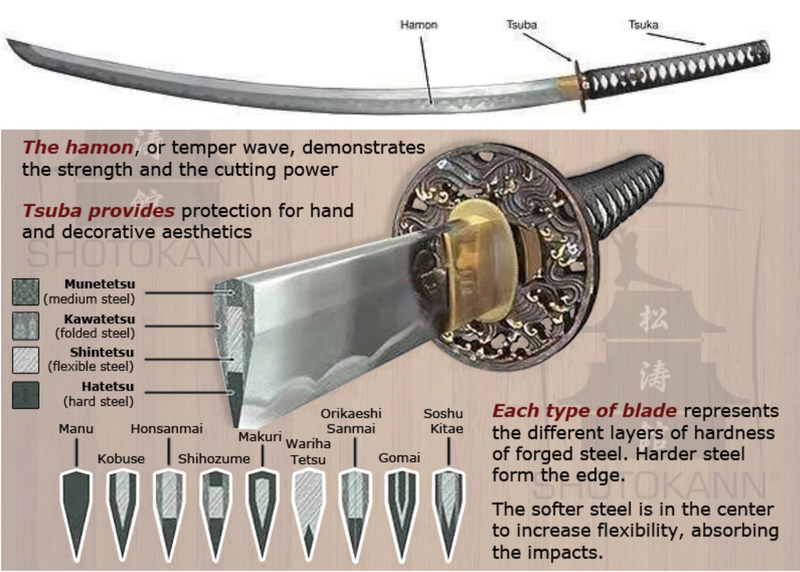 Hamon
Tsuba
Tsuka
The hamon, or temper wave, demonstrates
the strength and the cutting power
Tsuba provides protection for hand
and decorative aesthetics
SHOTOKANN
Munetetsu
(medium steel)
Kawatetsu
(folded steel)
Shintetsu
(flexible steel)
Hatetsu
(hard steel)
松
涛
館
Manu
Kobuse
Honsanmai
Shihozume
Makuri
Wariha
Tetsu
Orikaeshi
Sanmai
Gomai
Soshu
Kitae
Each type of blade represents
the different layers of hardness
of forged steel. Harder steel
form the edge.
The softer steel is in the center
to increase flexibility, absorbing
the impacts.
SHOTOKANN